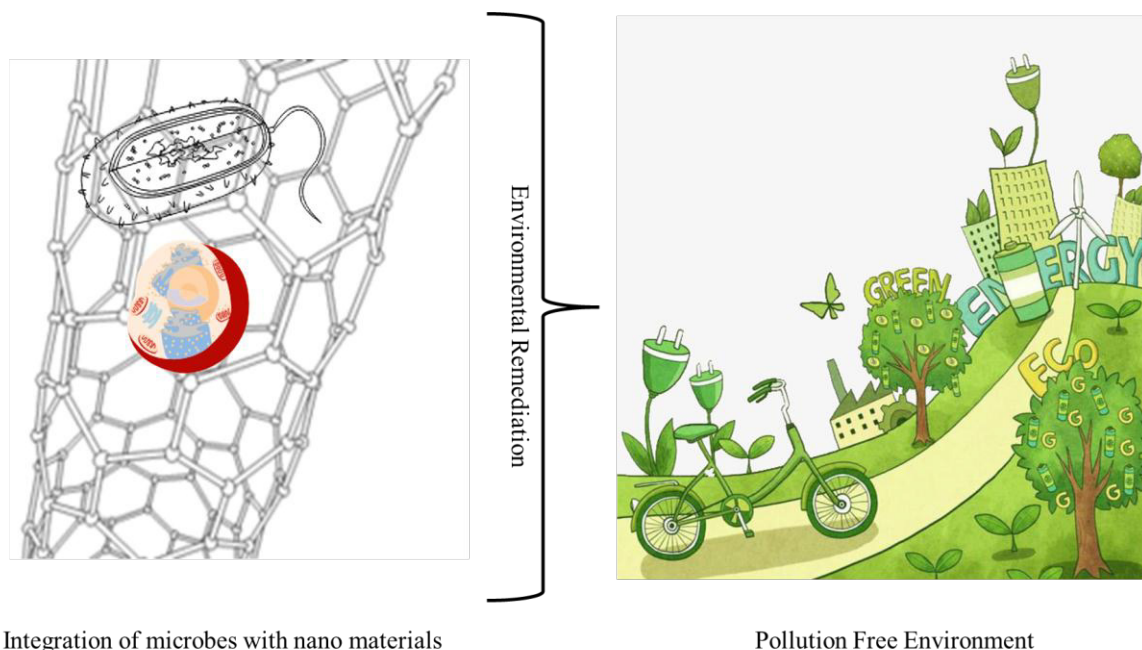 Environmental Remediation
GREEN
ENERGY
ECO
G
G
G
G
G
G
Integration of microbes with nano materials
Pollution Free Environment